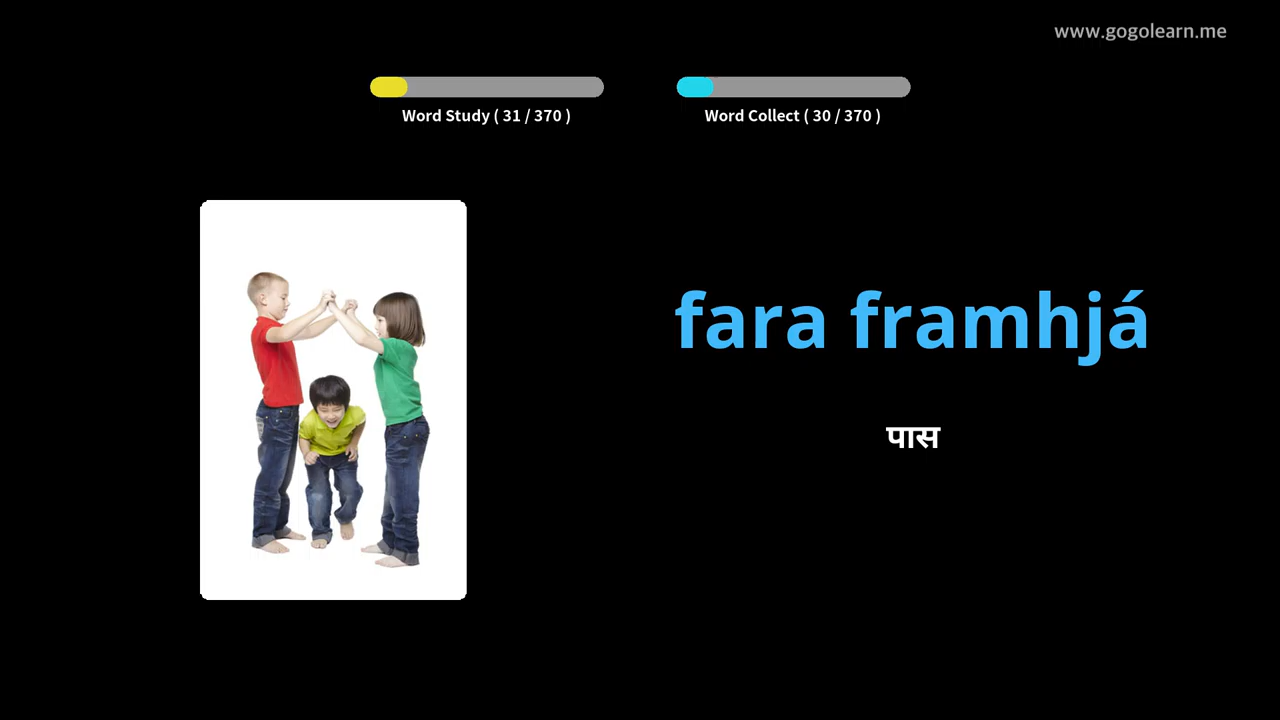 www.gogolearn.me
Word Study ( 31 / 370 )
Word Collect ( 30 / 370 )
fara framhjá
पास